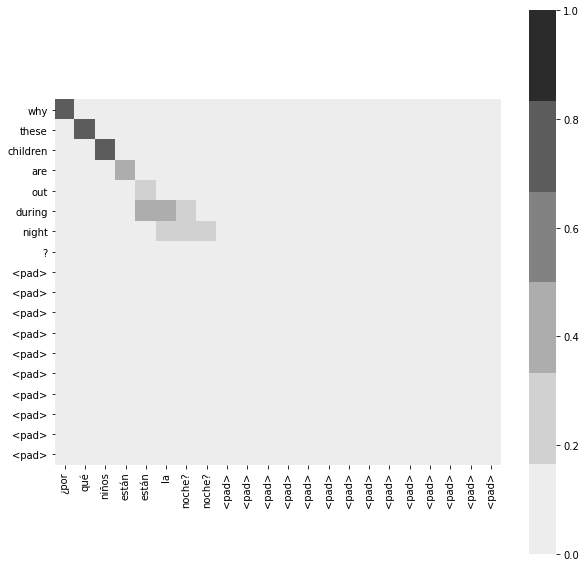 why
these
children
are
out
during
night
?
<pad>
<pad>
<pad>
<pad>
<pad>
<pad>
<pad>
<pad>
<pad>
<pad>
¿por
qué
niños
están
están
la
noche?
noche?
<pad>
<pad>
<pad>
<pad>
<pad>
<pad>
<pad>
<pad>
<pad>
<pad>
<pad>
<pad>
<pad>
<pad>
1.0
0.8
0.6
0.4
0.2
0.0